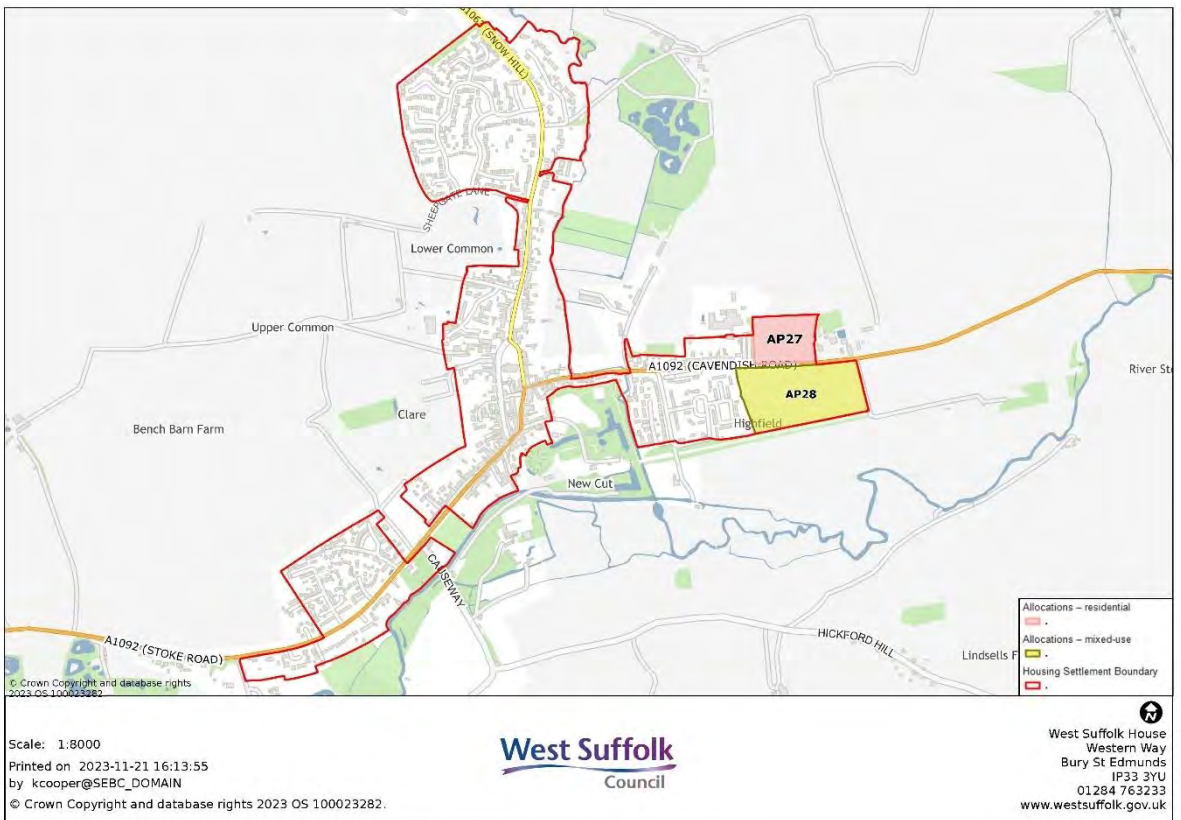 B1063 (SNOW HILL)
SHEEPGATE LANE
Lower Common
Upper Common
AP27
A1092 (CAVENDISH ROAD)
River Sto
AP28
Clare
Highfield
Bench Barn Farm
New Cut
CAUSEWAY
Allocations – residential
Allocations – mixed-use
HICKFORD HILL
A1092 (STOKE ROAD)
Lindsells F
Housing Settlement Boundary
© Crown Copyright and database rights
2023 OS 100023282
N
Scale: 1:8000
Printed on 2023-11-21 16:13:55
by kcooper@SEBC_DOMAIN
© Crown Copyright and database rights 2023 OS 100023282.
West Suffolk
Council
West Suffolk House
Western Way
Bury St Edmunds
IP33 3YU
01284 763233
www.westsuffolk.gov.uk